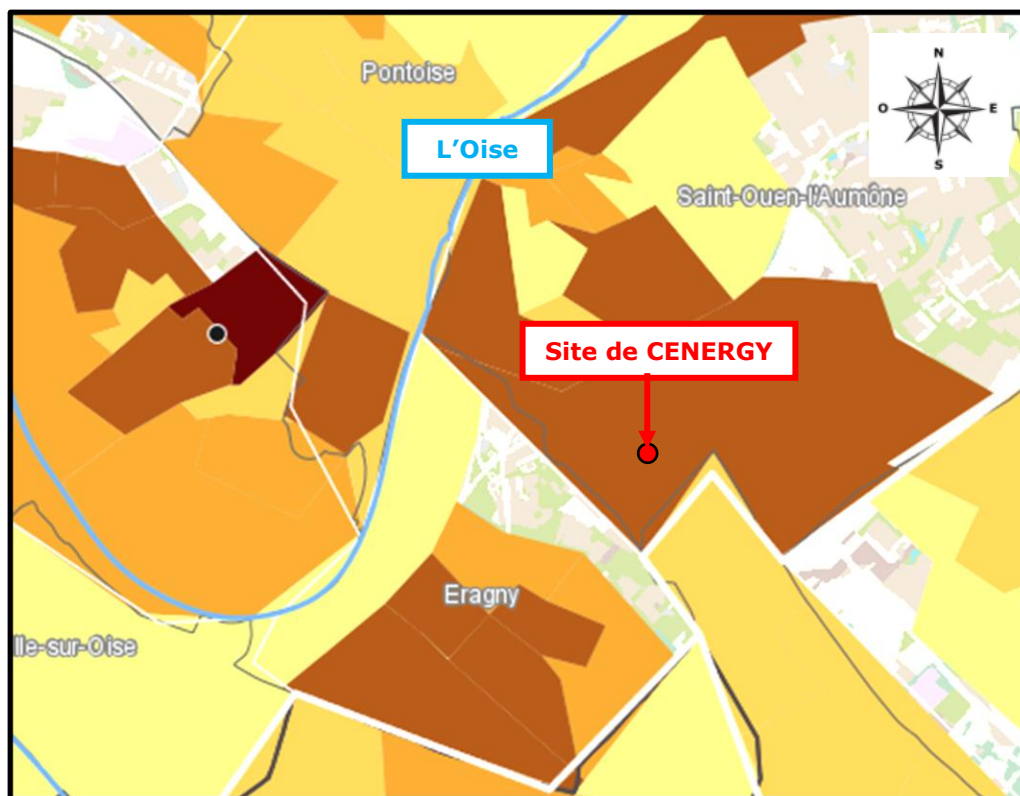 Pontoise
N
O
E
S
L'Oise
Saint-Ouen-l'Aumône
Site de CENERGY
Eragny
lle-sur-Oise